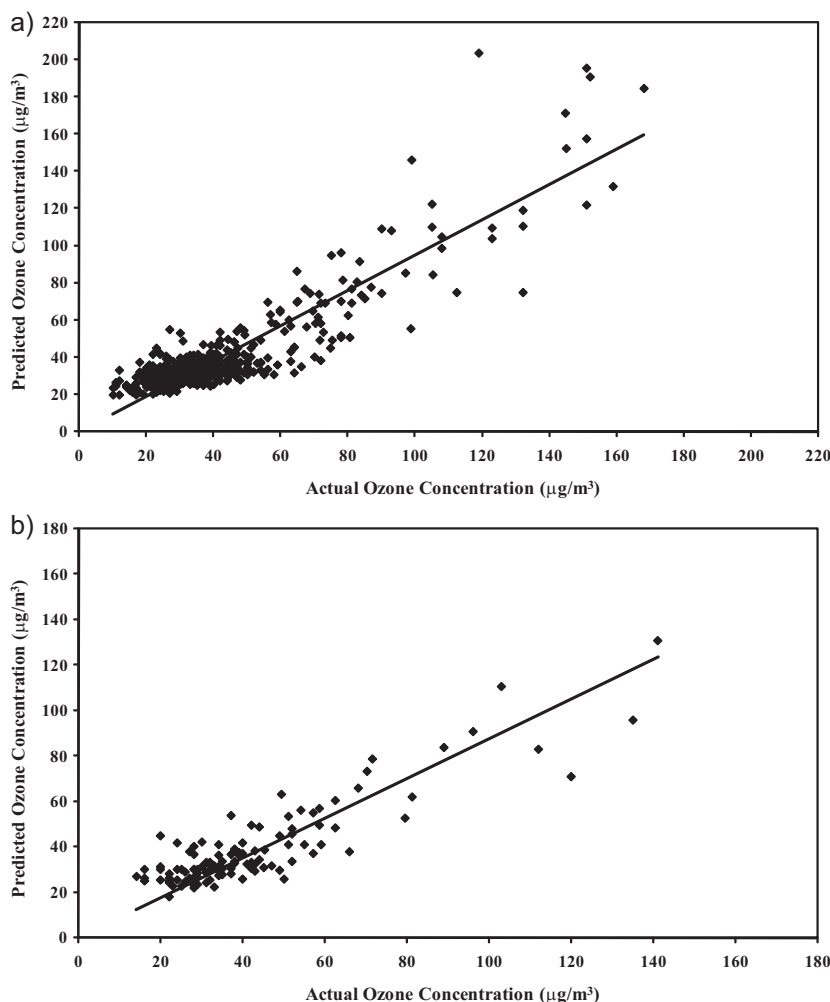 a)
220
200
180
160
140
120
100
80
60
40
20
0
Predicted Ozone Concentration (μg/m³)
0 20 40 60 80 100 120 140 160 180 200 220
Actual Ozone Concentration (μg/m³)
b)
180
160
140
120
100
80
60
40
20
0
Predicted Ozone Concentration (μg/m³)
0 20 40 60 80 100 120 140 160 180
Actual Ozone Concentration (μg/m³)